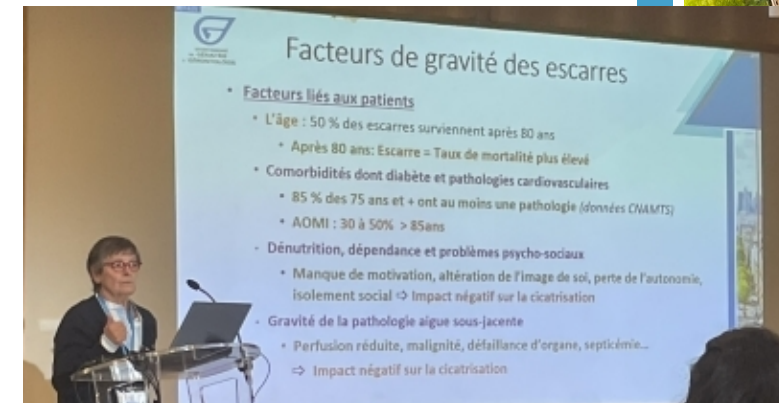 Facteurs de gravité des escarres
• Facteurs liés aux patients
• L'âge : 50 % des escarres surviennent après 80 ans
• Après 80 ans: Escarre = Taux de mortalité plus élevé
• Comorbidités dont diabète et pathologies cardiovasculaires
• 85 % des 75 ans et + ont au moins une pathologie (données CNAMTS)
• AOMI : 30 à 50% > 85ans
- Dénutrition, dépendance et problèmes psycho-sociaux
• Manque de motivation, altération de l'image de soi, perte de l'autonomie,
isolement social ⇨ Impact négatif sur la cicatrisation
- Gravité de la pathologie aigue sous-jacente
• Perfusion réduite, malignité, défaillance d'organe, septicémie...
⇨ Impact négatif sur la cicatrisation